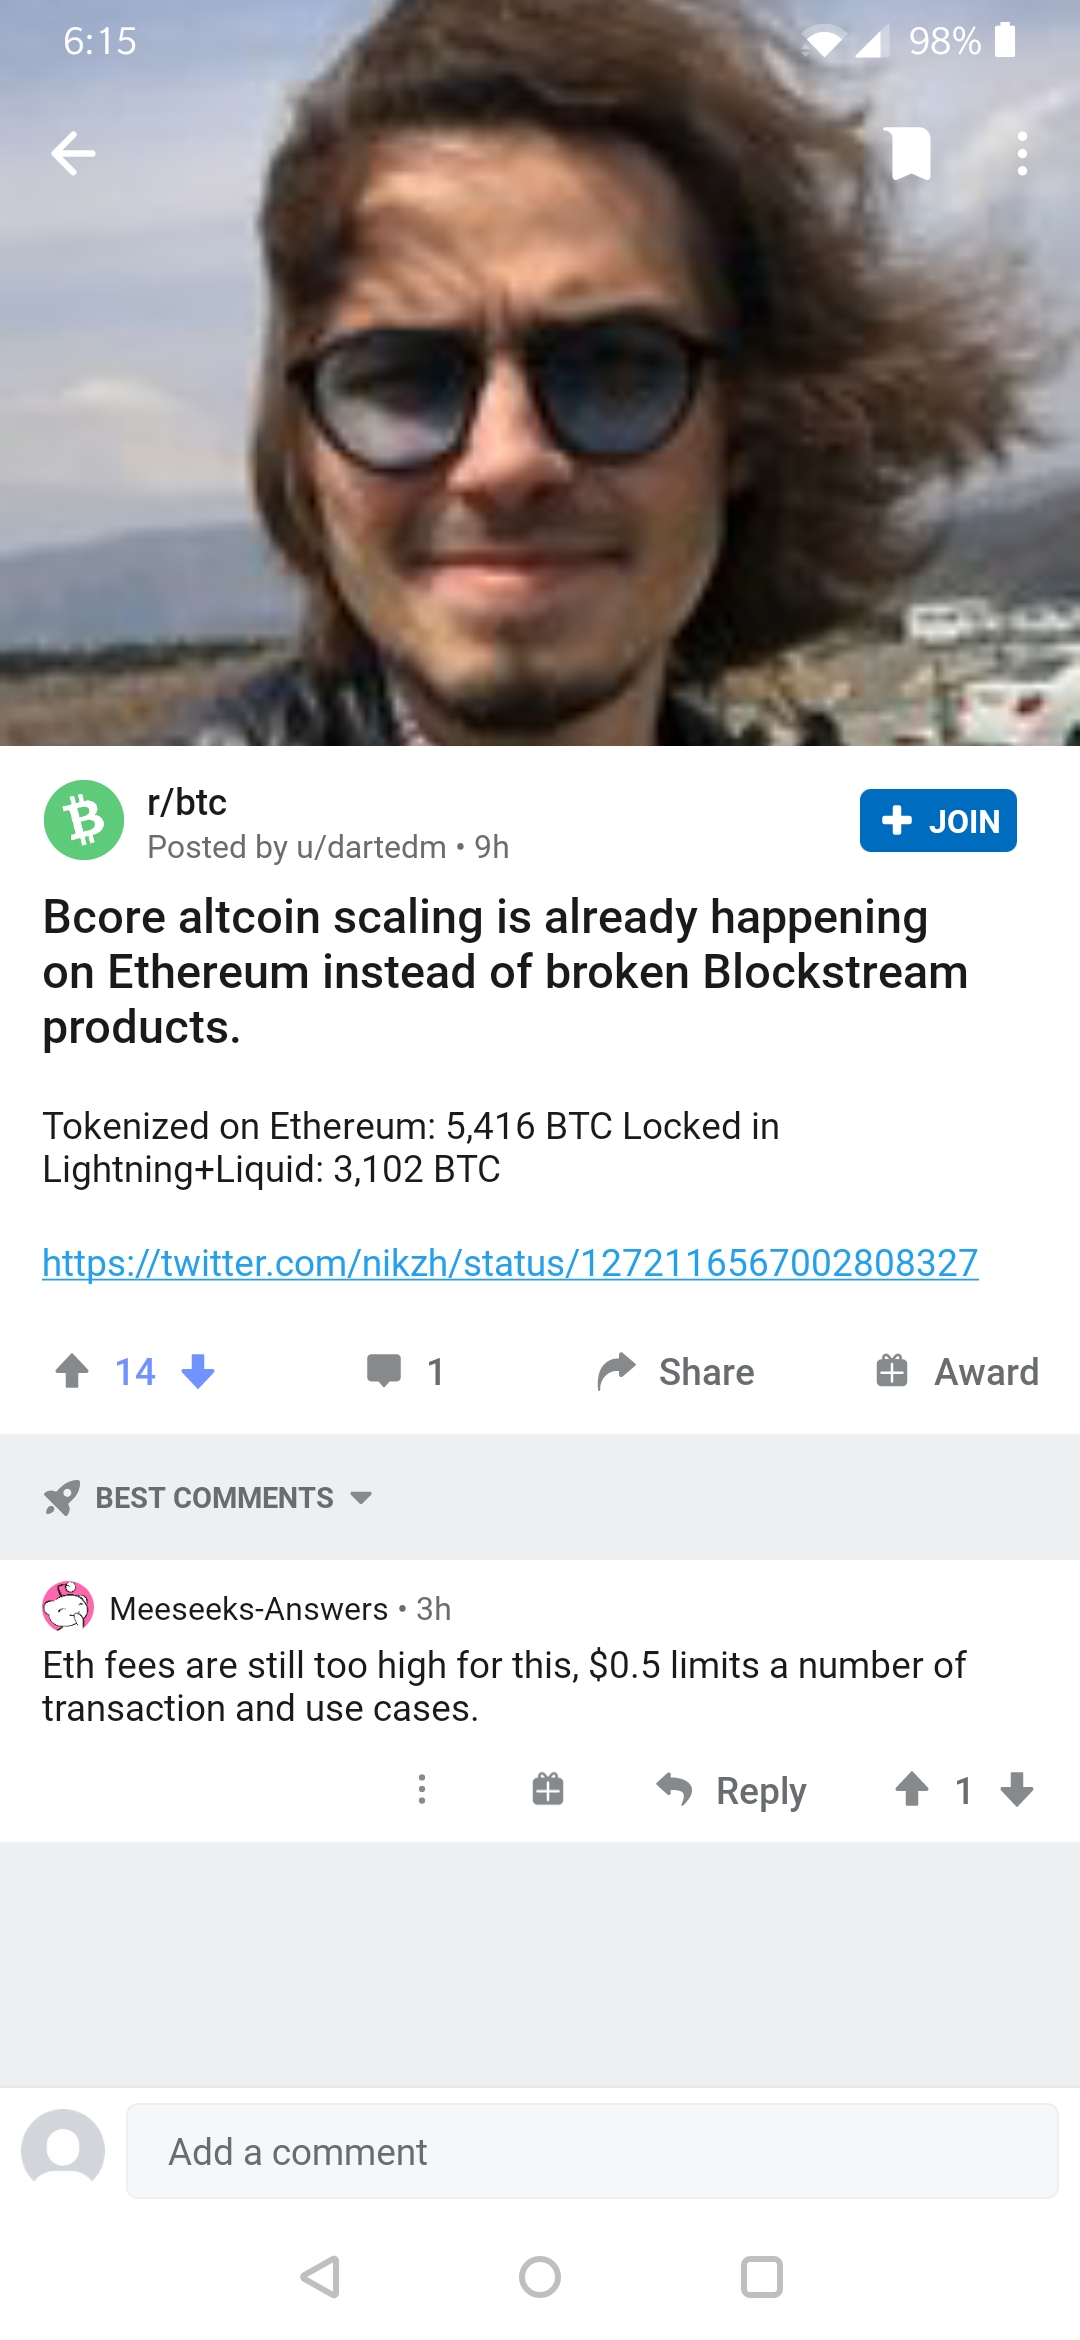 6:15
98%
r/btc
Posted by u/dartedm • 9h
JOIN
Bcore altcoin scaling is already happening
on Ethereum instead of broken Blockstream
products.
Tokenized on Ethereum: 5,416 BTC Locked in
Lightning+Liquid: 3,102 BTC
https://twitter.com/nikzh/status/1272116567002808327
14
1
Share
Award
BEST COMMENTS
Meeseeks-Answers • 3h
Eth fees are still too high for this, $0.5 limits a number of
transaction and use cases.
Reply
1
Add a comment